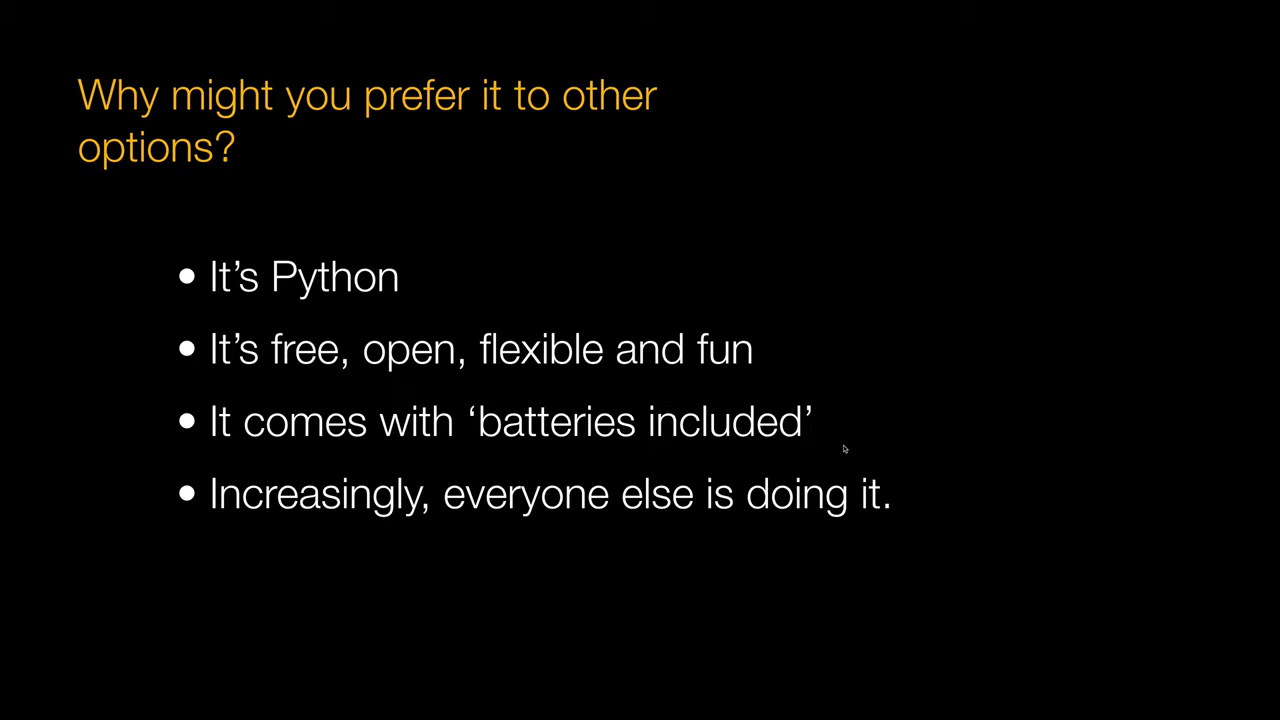 Why might you prefer it to other
options?
• It’s Python
• It’s free, open, flexible and fun
• It comes with ‘batteries included’
• Increasingly, everyone else is doing it.